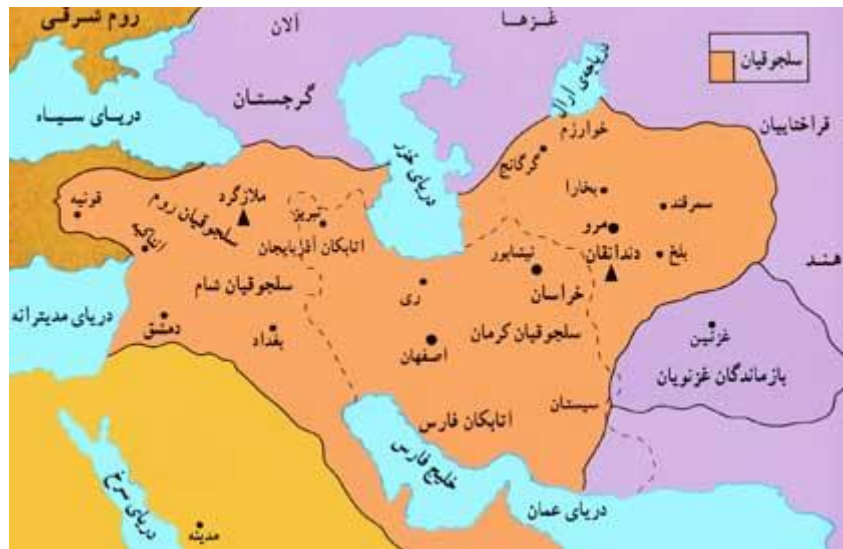 روم شرقی
آلان
غزها
سلجوقیان
دریاچه‌ی آرال
دریای سیاه
گرجستان
خوارزم
قراختاییان
گرگانج
دریای خزر
بخارا
سمرقند
ملازگرد
قونیه
سلجوقیان روم
تبریز
مرو
انتاکیه
اتابکان آذربایجان
نیشابور
دندانقان
بلخ
هند
سلجوقیان شام
ری
خراسان
دریای مدیترانه
دمشق
بغداد
اصفهان
سلجوقیان کرمان
غزنین
بازماندگان غزنویان
سیستان
اتابکان فارس
خلیج فارس
دریای سرخ
دریای عمان
مدینه